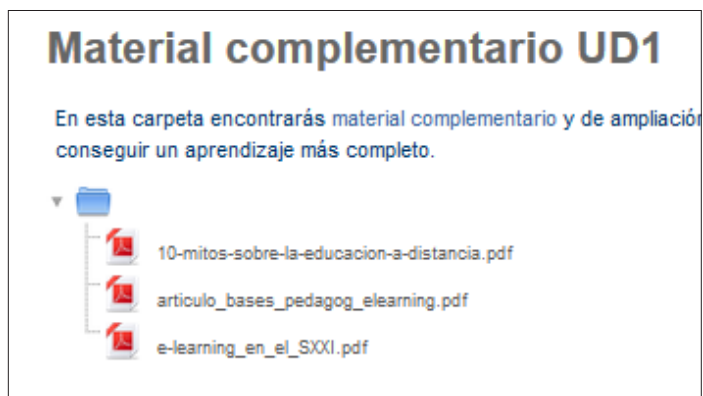 Material complementario UD1
En esta carpeta encontrarás material complementario y de ampliación
conseguir un aprendizaje más completo.
10-mitos-sobre-la-educacion-a-distancia.pdf
articulo_bases_pedagog_elearning.pdf
e-learning_en_el_SXXI.pdf